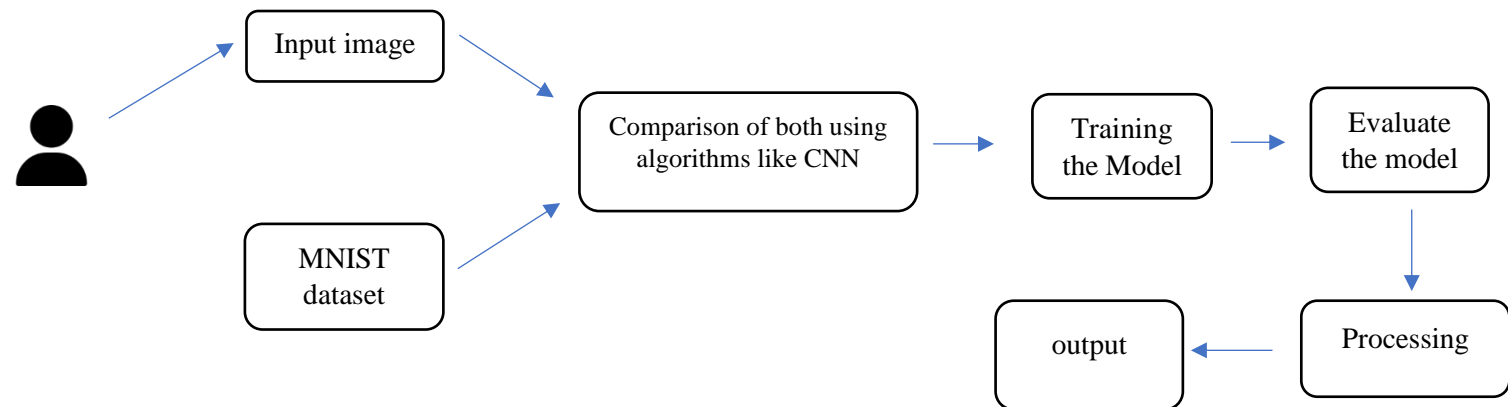 Input image
MNIST
dataset
Comparison of both using
algorithms like CNN
Training
the Model
Evaluate
the model
Processing
output